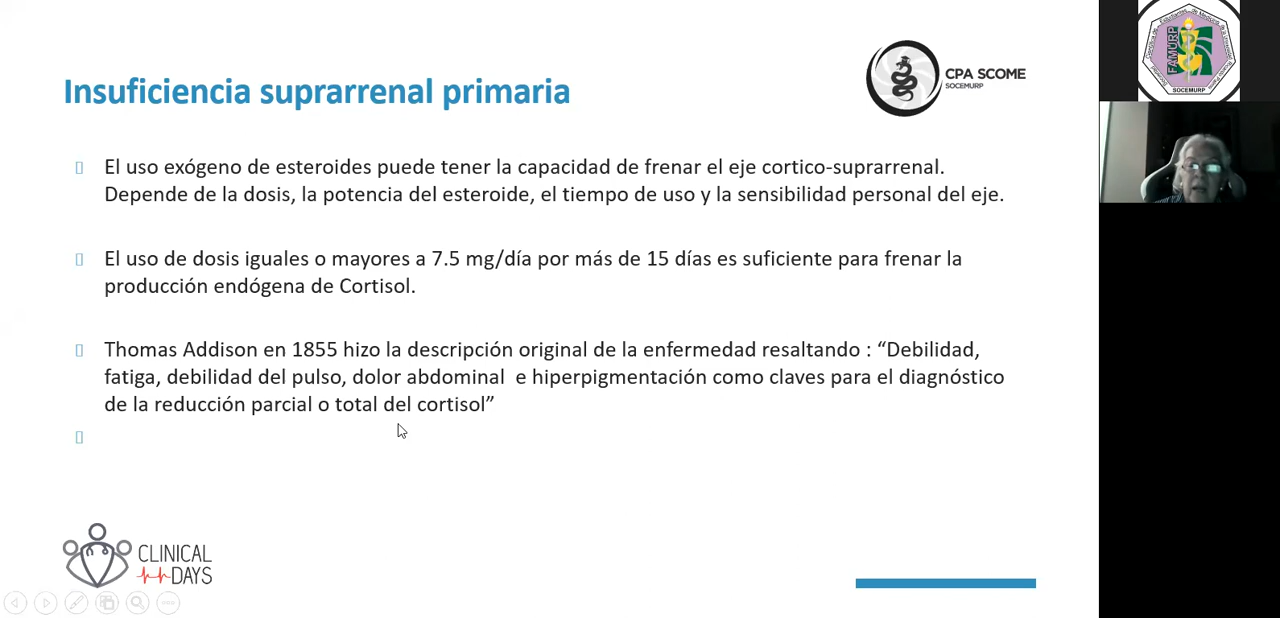 Insuficiencia suprarrenal primaria
CPA SCOME
SOCEMURP
El uso exógeno de esteroides puede tener la capacidad de frenar el eje cortico-suprarrenal.
Depende de la dosis, la potencia del esteroide, el tiempo de uso y la sensibilidad personal del eje.
El uso de dosis iguales o mayores a 7.5 mg/día por más de 15 días es suficiente para frenar la
producción endógena de Cortisol.
Thomas Addison en 1855 hizo la descripción original de la enfermedad resaltando : “Debilidad,
fatiga, debilidad del pulso, dolor abdominal  e hiperpigmentación como claves para el diagnóstico
de la reducción parcial o total del cortisol”
CLINICAL
DAYS
FAMURP
SOCEMURP